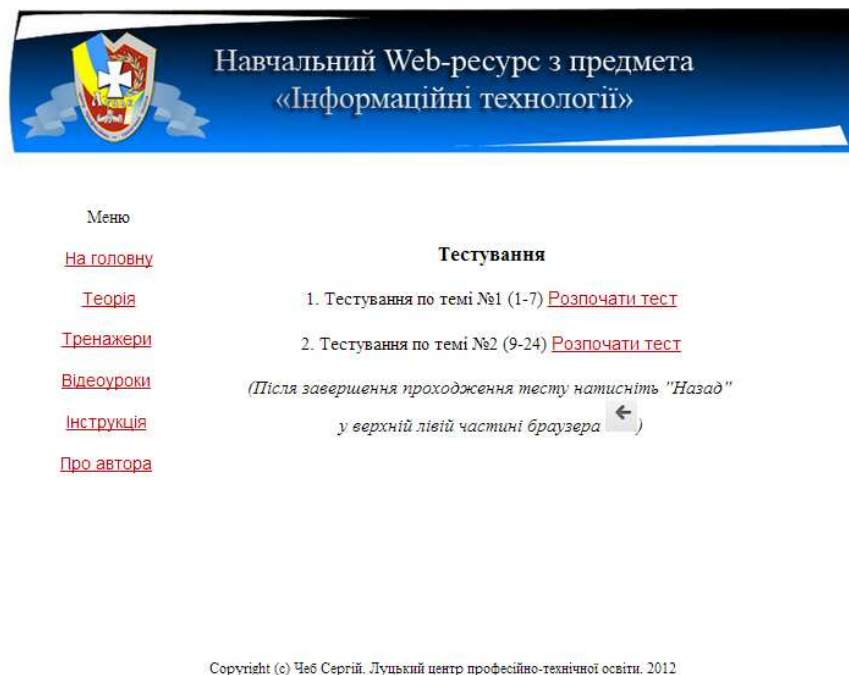 Навчальний Web-ресурс з предмета
«Інформаційні технології»
Меню
На головну
Теорія
Тренажери
Відеоуроки
Інструкція
Про автора
Тестування
1. Тестування по темі №1 (1-7) Розпочати тест
2. Тестування по темі №2 (9-24) Розпочати тест
(Після завершення проходження тесту натисніть "Назад"
у верхній лівій частині браузера )
Copyright (c) Чеб Сергій. Луцький центр професійно-технічної освіти. 2012